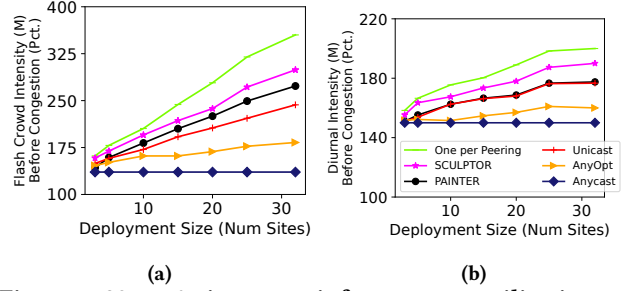 Flash Crowd Intensity (M)
Before Congestion (Pct.)
400
325
250
175
100
10
20
30
Deployment Size (Num Sites)
(a)
Diurnal Intensity (M)
Before Congestion (Pct.)
220
180
140
100
One per Peering
SCULPTOR
PAINTER
Unicast
AnyOpt
Anycast
10
20
30
Deployment Size (Num Sites)
(b)